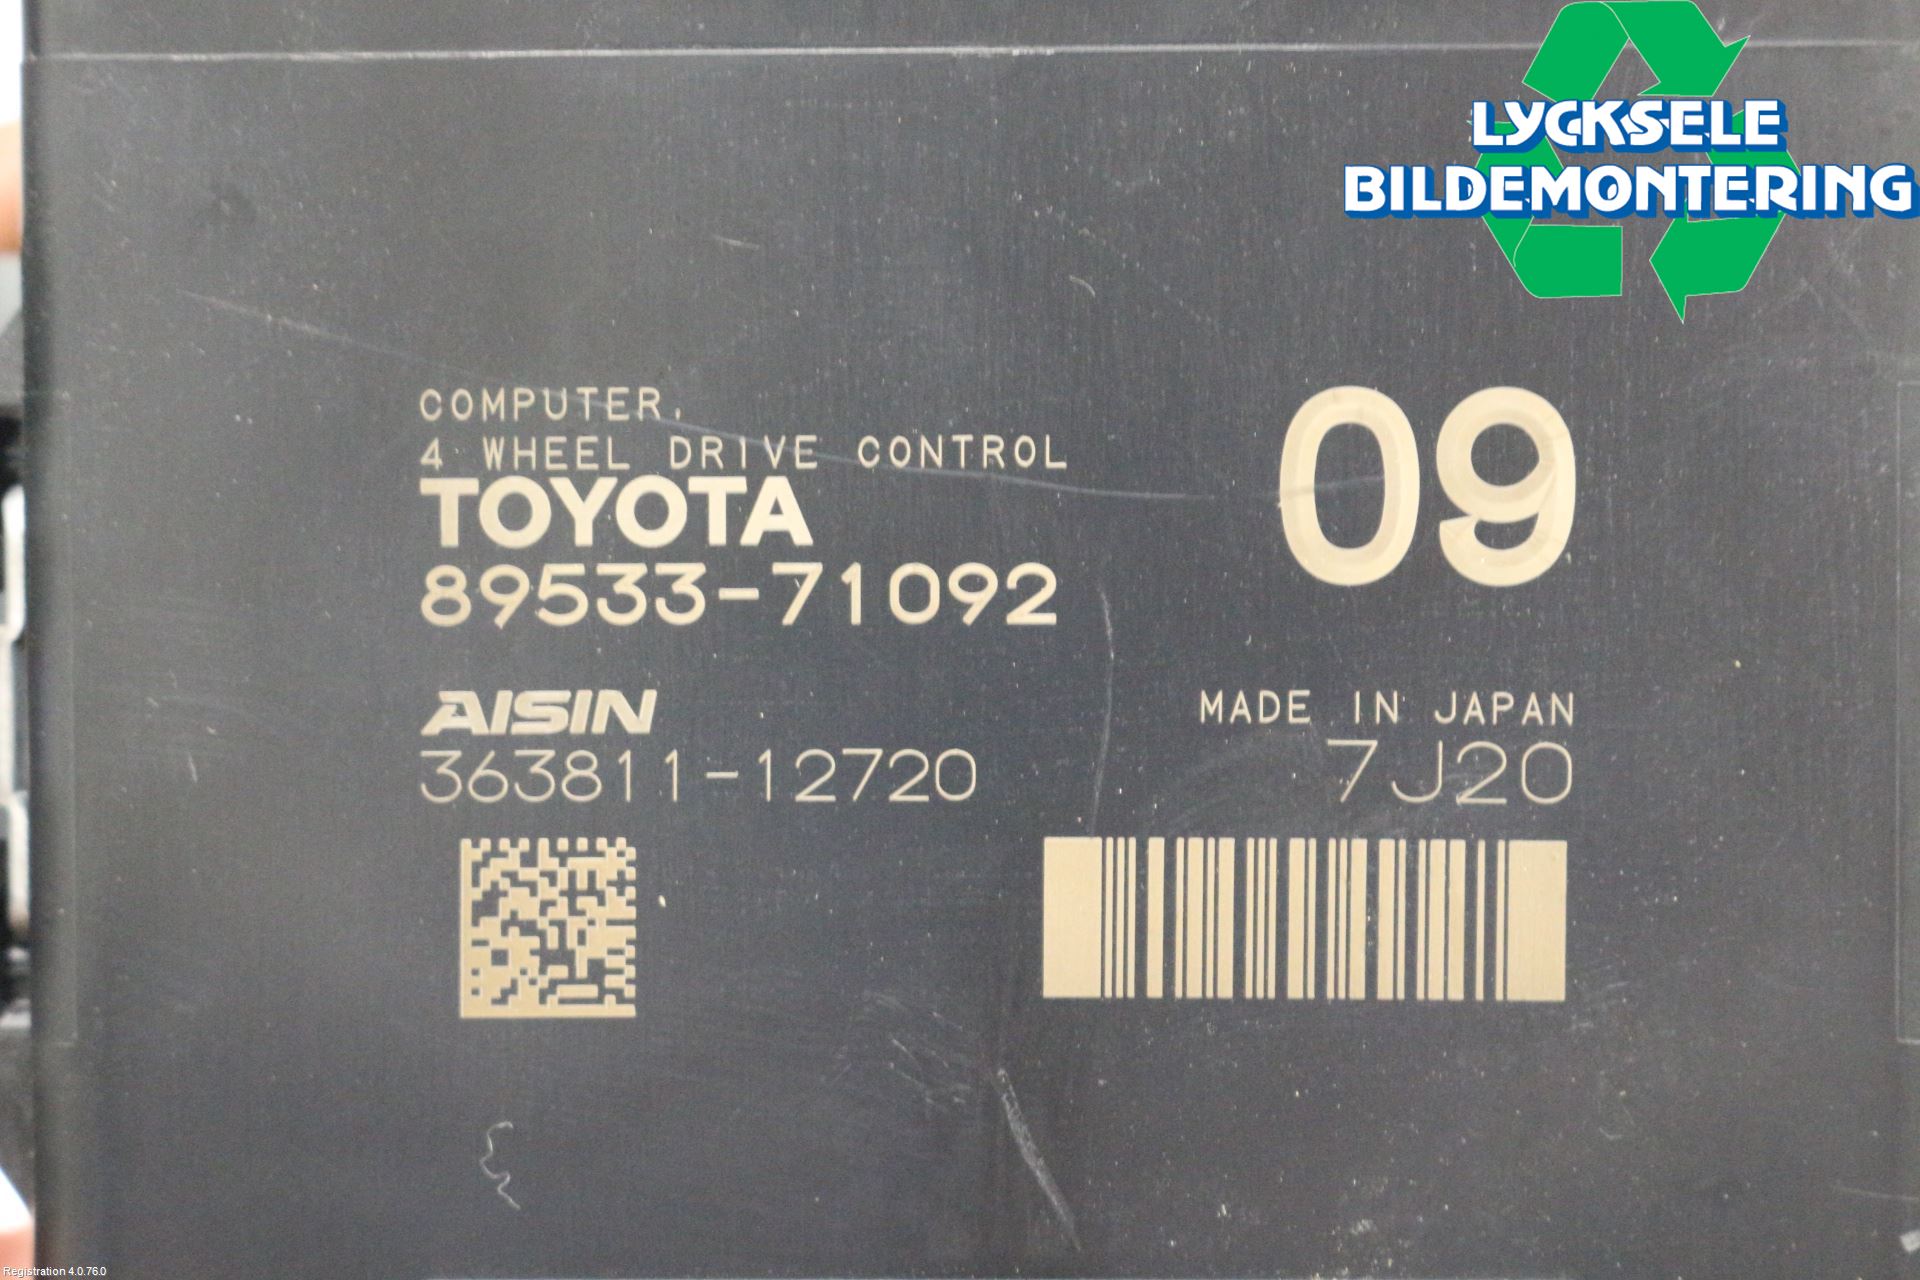 LYCKSELE
BILDEMONTERING
COMPUTER,
4 WHEEL DRIVE CONTROL
TOYOTA
89533-71092
09
AISIN
363811-12720
MADE IN JAPAN
7J20
Registration 4.0.76.0